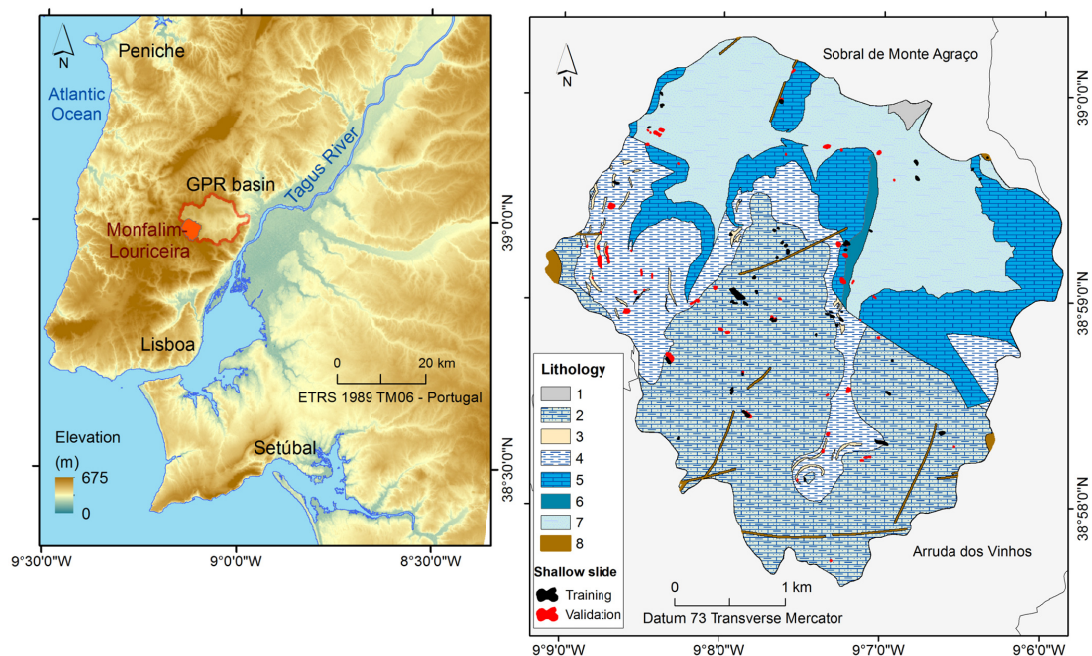 N
Peniche
Atlantic
Ocean
Tagus River
GPR basin
Monfalim-
Louriceira
Lisboa
0 20 km
ETRS 1989 TM06 - Portugal
Elevation
(m)
675
0
Setúbal
39°0'0"N
38°30'0"N
9°30'0"W 9°00'0"W 8°30'0"W
N
Sobral de Monte Agraço
39°0'0"N
38°59'0"N
38°58'0"N
Lithology
1
2
3
4
5
6
7
8
Shallow slide
Training
Validation
0 1 km
Datum 73 Transverse Mercator
Arruda dos Vinhos
9°9'0"W 9°8'0"W 9°7'0"W 9°6'0"W